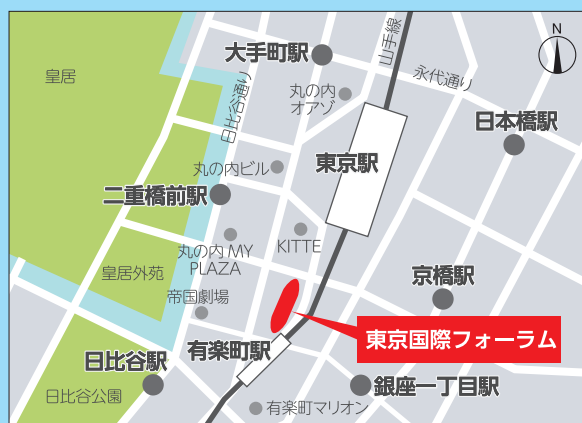 大手町駅
山手線
N
永代通り
皇居
日比谷通り
丸の内
オアゾ
日本橋駅
丸の内ビル
東京駅
二重橋前駅
丸の内 MY
PLAZA
KITTE
皇居外苑
京橋駅
帝国劇場
東京国際フォーラム
有楽町駅
日比谷駅
銀座一丁目駅
日比谷公園
有楽町マリオン